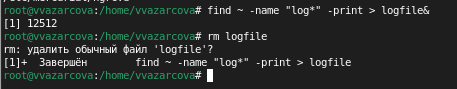 root@vvazarcova:/home/vvazarcova# find ~ -name "log*" -print > logfile&
[1] 12512
root@vvazarcova:/home/vvazarcova# rm logfile
rm: удалить обычный файл 'logfile'?
[1]+  Завершён        find ~ -name "log*" -print > logfile
root@vvazarcova:/home/vvazarcova#